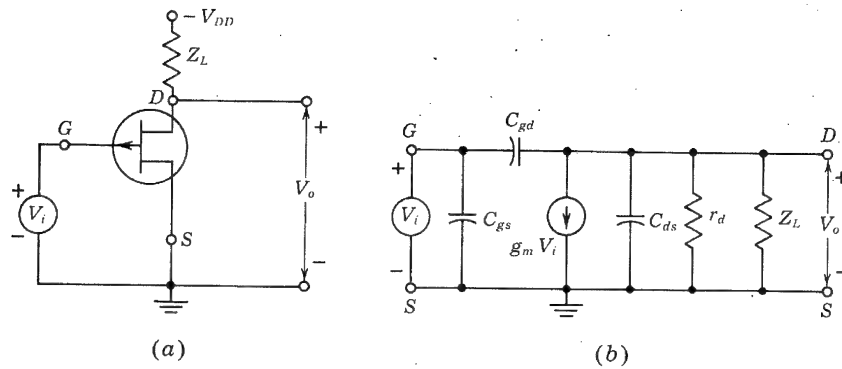 − V_DD
Z_L
D
G
+
V_i
−
S
+
V_o
−
(a)
G
C_gd
D
+
V_i
−
C_gs
g_m V_i
C_ds
r_d
Z_L
+
V_o
−
S
S
(b)